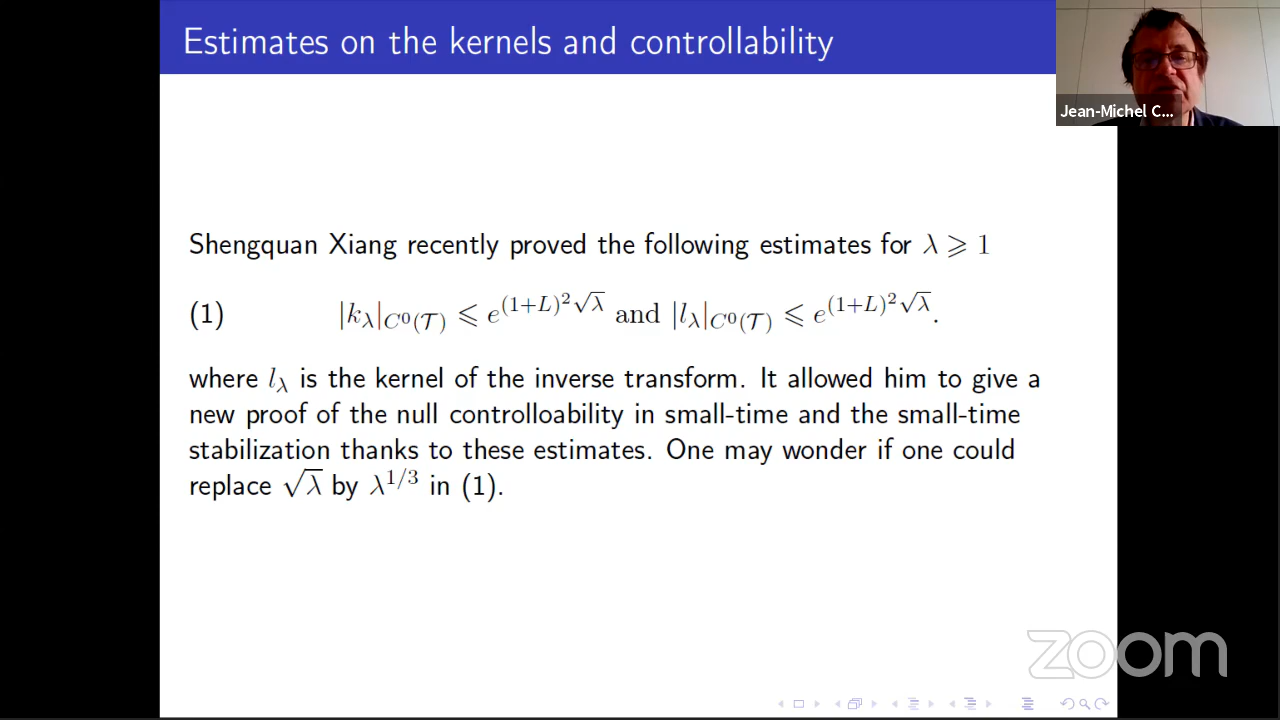 Estimates on the kernels and controllability
Jean-Michel C...
Shengquan Xiang recently proved the following estimates for λ ⩾ 1
(1) |k_λ|_{C^0(𝒯)} ⩽ e^{(1+L)^2√λ} and |l_λ|_{C^0(𝒯)} ⩽ e^{(1+L)^2√λ}.
where l_λ is the kernel of the inverse transform. It allowed him to give a
new proof of the null controlloability in small-time and the small-time
stabilization thanks to these estimates. One may wonder if one could
replace √λ by λ^{1/3} in (1).
zoom